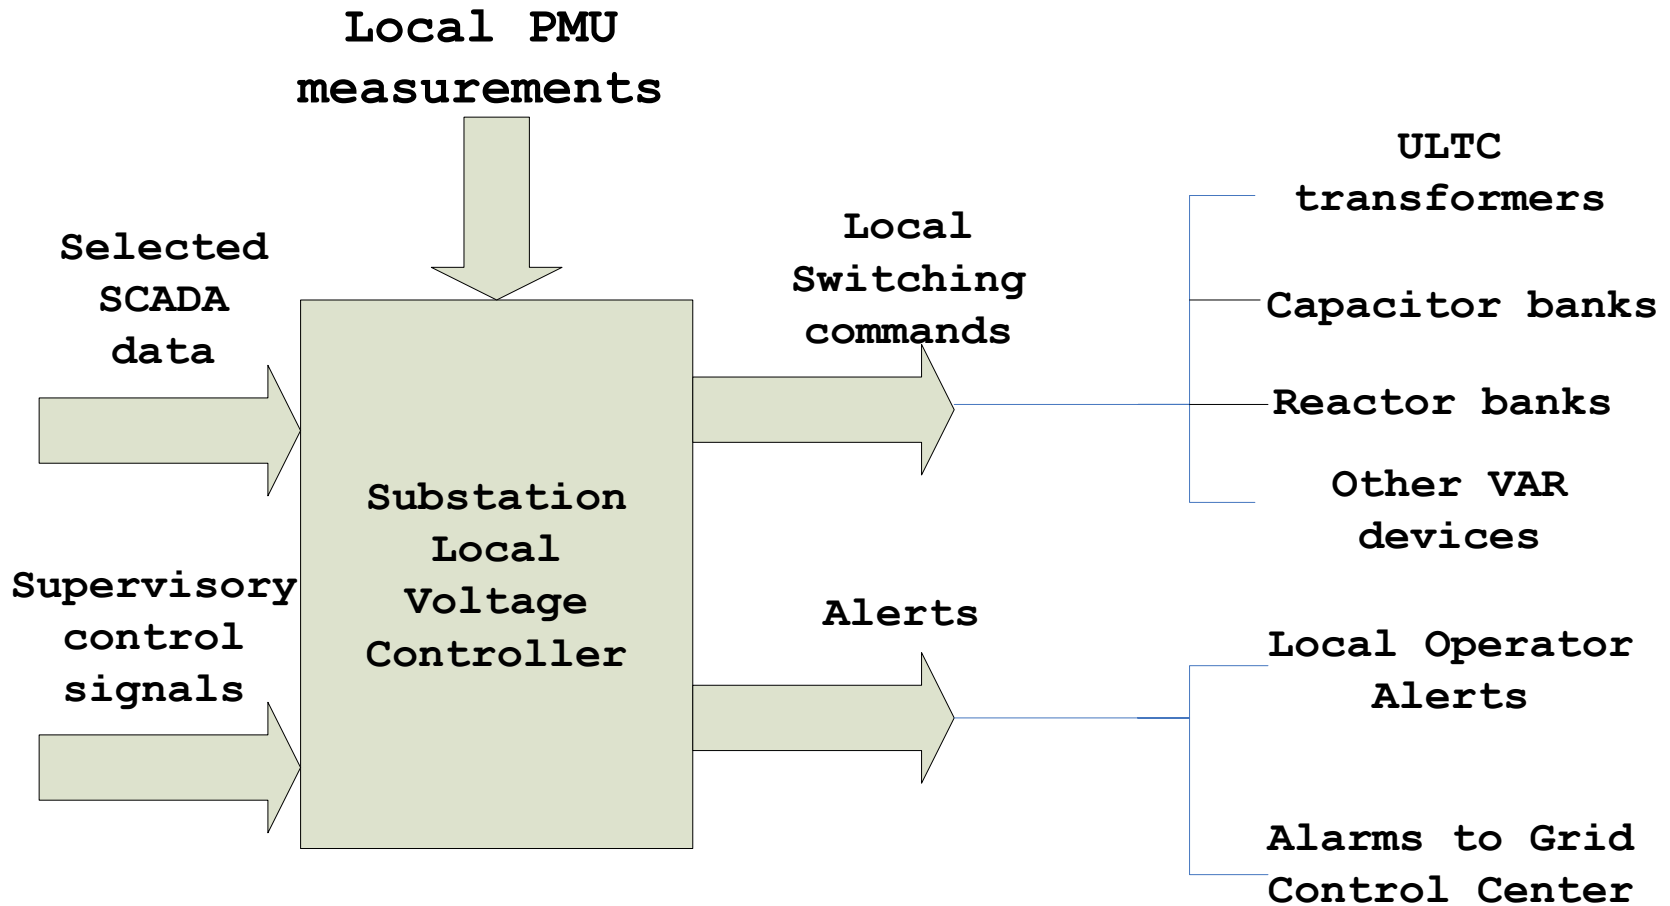 Local PMU
measurements
Selected
SCADA
data
Supervisory
control
signals
Substation
Local
Voltage
Controller
Local
Switching
commands
Alerts
ULTC
transformers
Capacitor banks
Reactor banks
Other VAR
devices
Local Operator
Alerts
Alarms to Grid
Control Center